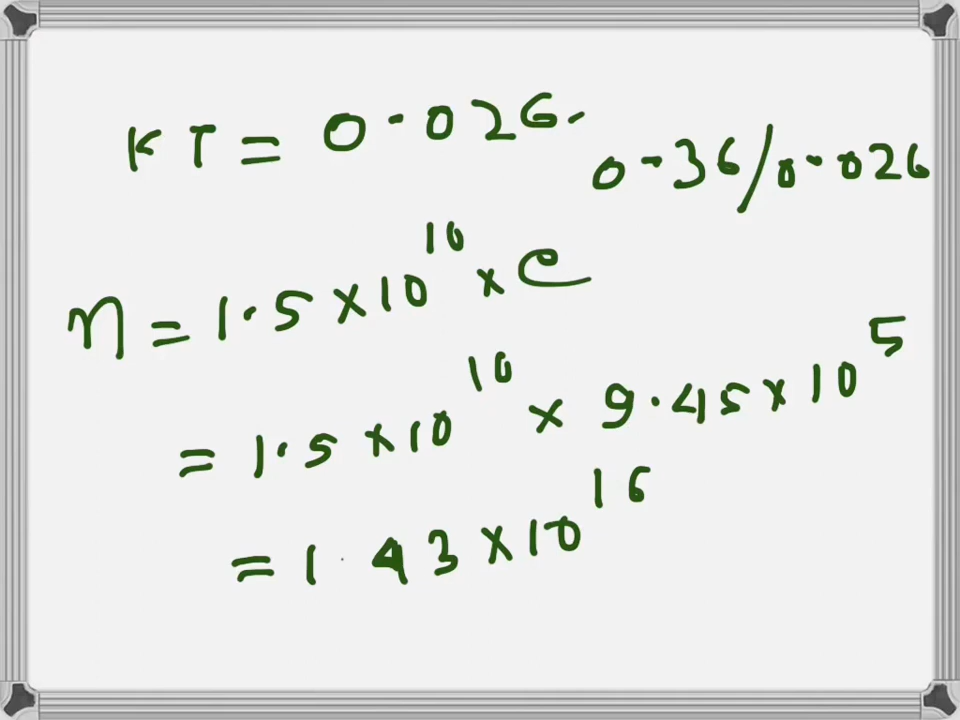 KT = 0.026.
0.36/0.026
n = 1.5 × 10^10 × e
= 1.5 × 10^10 × 9.45 × 10^5
= 1.43 × 10^16